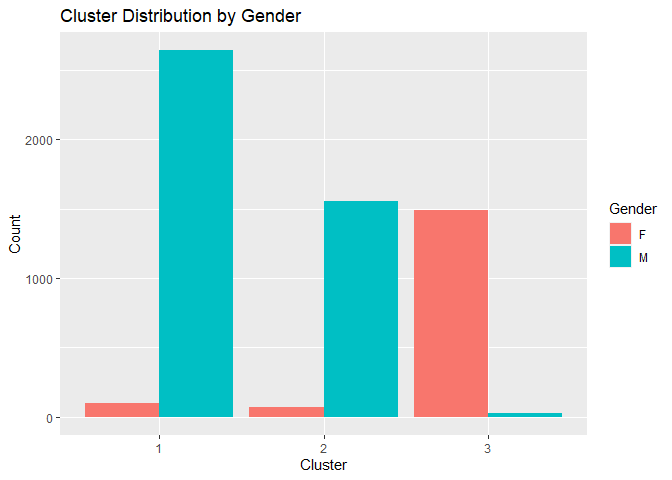 Cluster Distribution by Gender
Count
2000
1000
0
1 2 3
Cluster
Gender
F
M